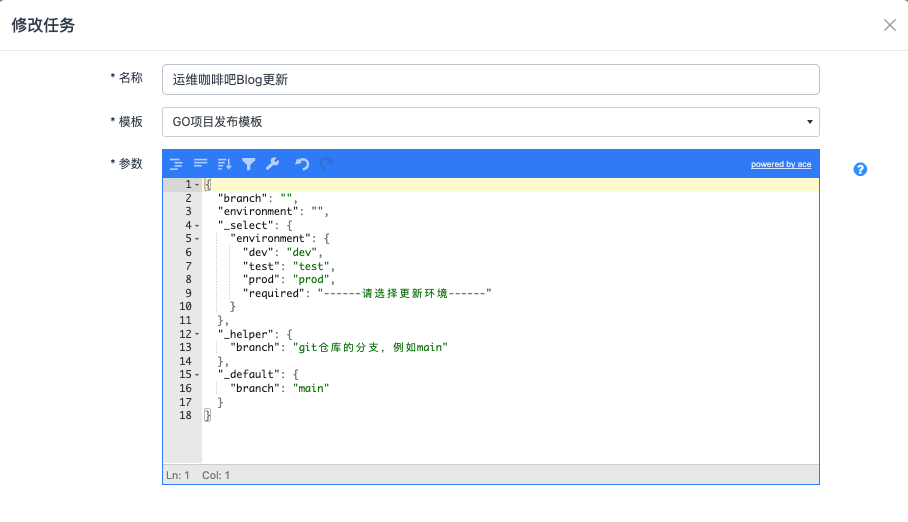 修改任务
* 名称 运维咖啡吧Blog更新
* 模板 GO项目发布模板
* 参数 powered by ace
1 {
2 "branch": "",
3 "environment": "",
4 "_select": {
5 "environment": {
6 "dev": "dev",
7 "test": "test",
8 "prod": "prod",
9 "required": "------请选择更新环境------"
10 }
11 },
12 "_helper": {
13 "branch": "git仓库的分支，例如main"
14 },
15 "_default": {
16 "branch": "main"
17 }
18 }
Ln: 1 Col: 1